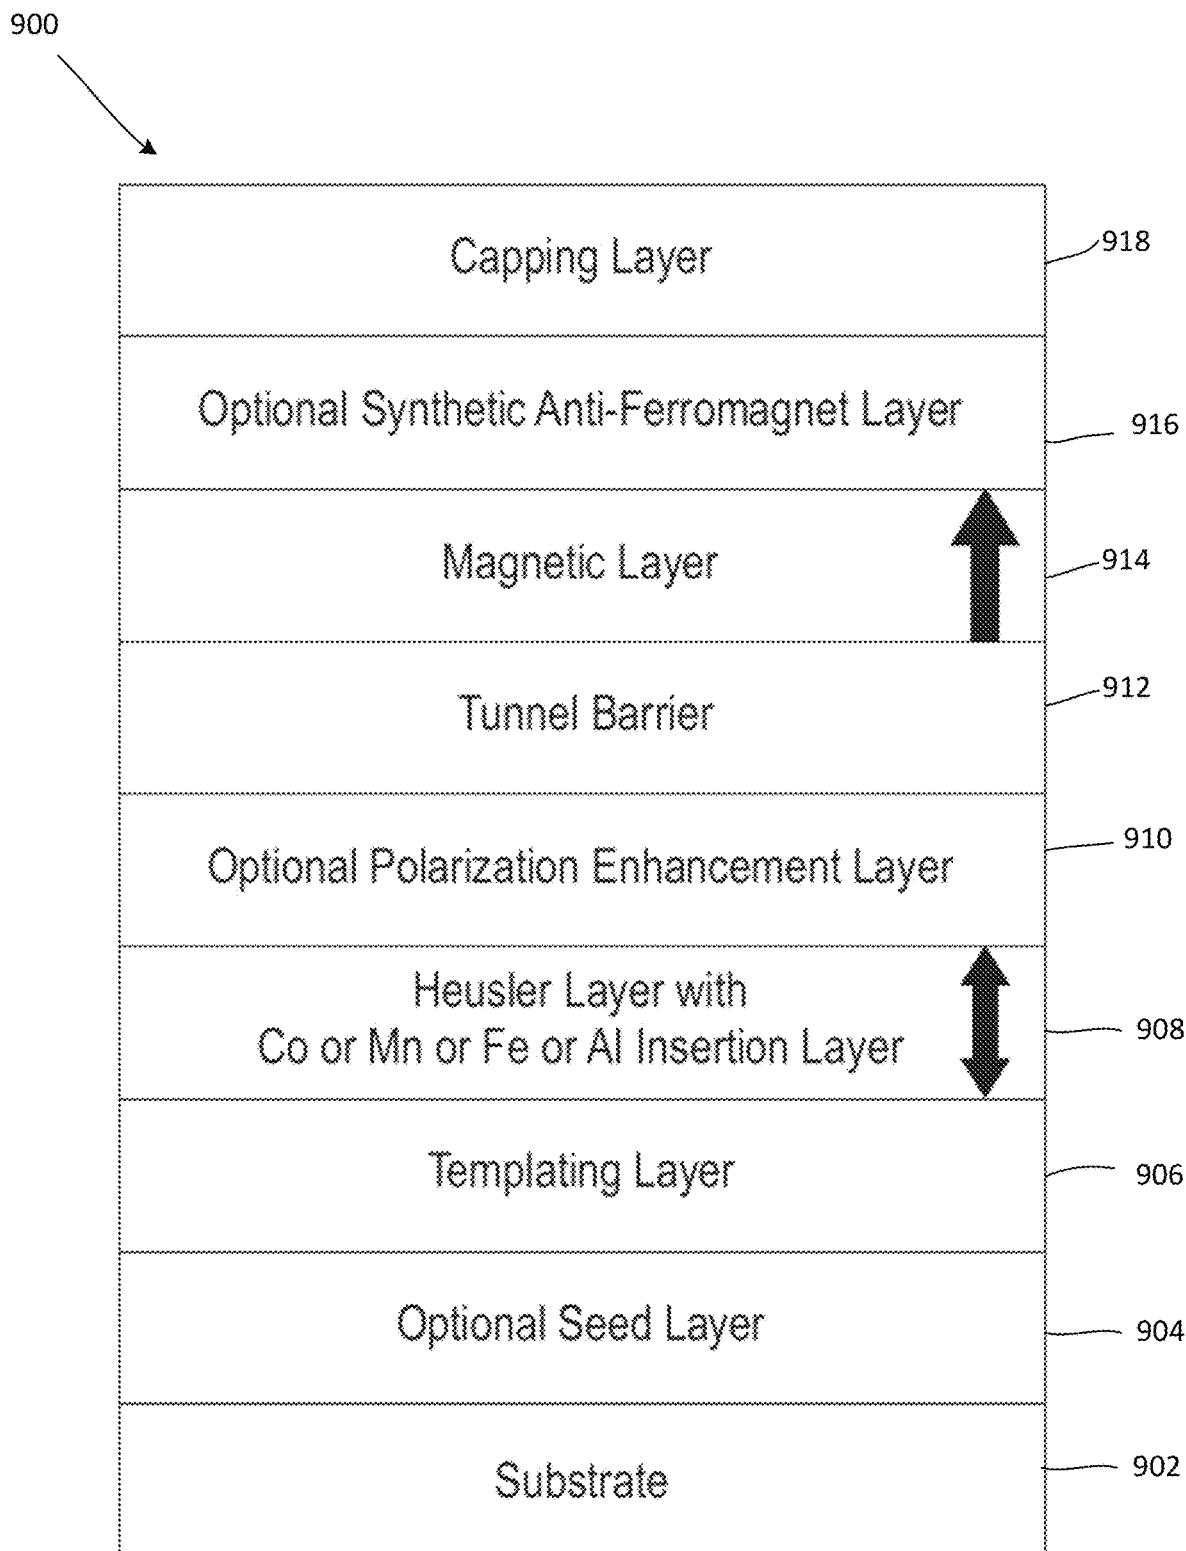 900
Capping Layer
918
Optional Synthetic Anti-Ferromagnet Layer
916
Magnetic Layer
914
Tunnel Barrier
912
Optional Polarization Enhancement Layer
910
Heusler Layer with
Co or Mn or Fe or Al Insertion Layer
908
Templating Layer
906
Optional Seed Layer
904
Substrate
902